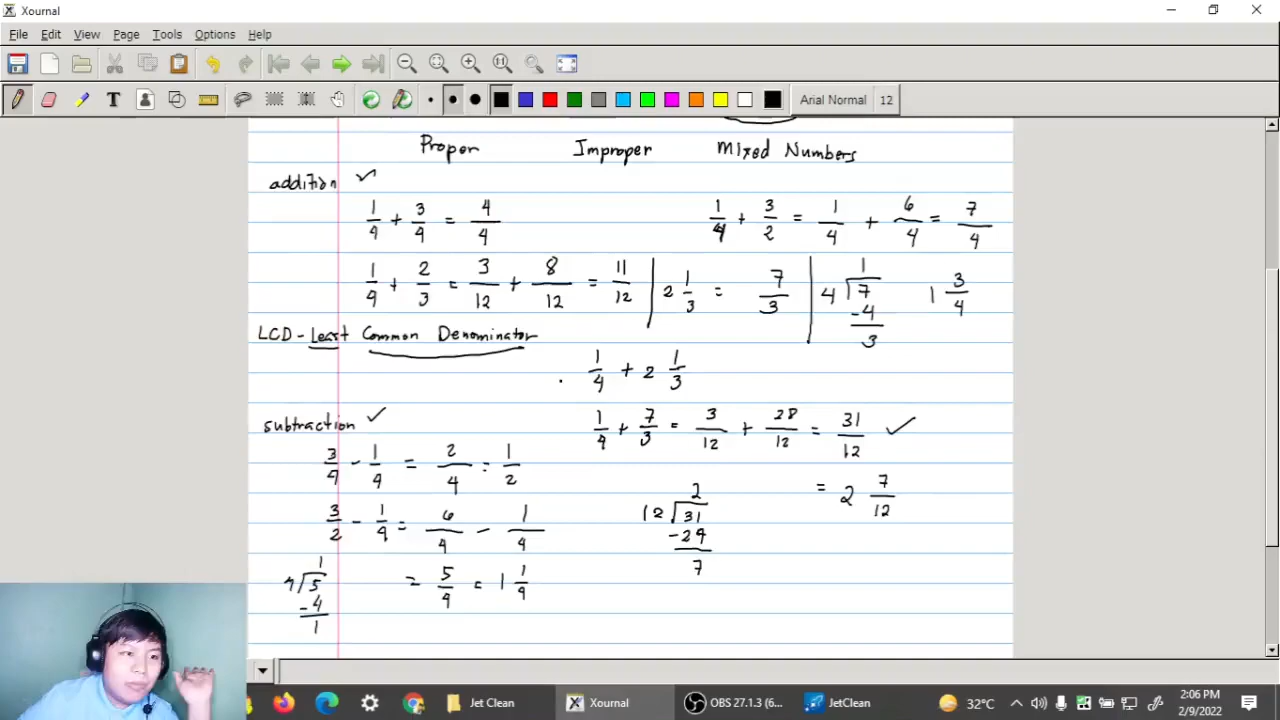 Xournal
File Edit View Page Tools Options Help
T Arial Normal 12
Proper Improper Mixed Numbers
addition ✓
1/4 + 3/4 = 4/4
1/4 + 3/2 = 1/4 + 6/4 = 7/4
1/4 + 2/3 = 3/12 + 8/12 = 11/12 | 2 1/3 = 7/3 | 1
4 7 1 3/4
-4
3
LCD - Least Common Denominator
1/4 + 2 1/3
subtraction ✓
1/4 + 7/3 = 3/12 + 28/12 = 31/12 ✓
3/4 - 1/4 = 2/4 = 1/2
= 2 7/12
2
12 31
-24
7
3/2 - 1/4 = 6/4 - 1/4
= 5/4 = 1 1/4
1
4 5
-4
1
Jet Clean Xournal OBS 27.1.3 (6... JetClean 32°C 2:06 PM
2/9/2022